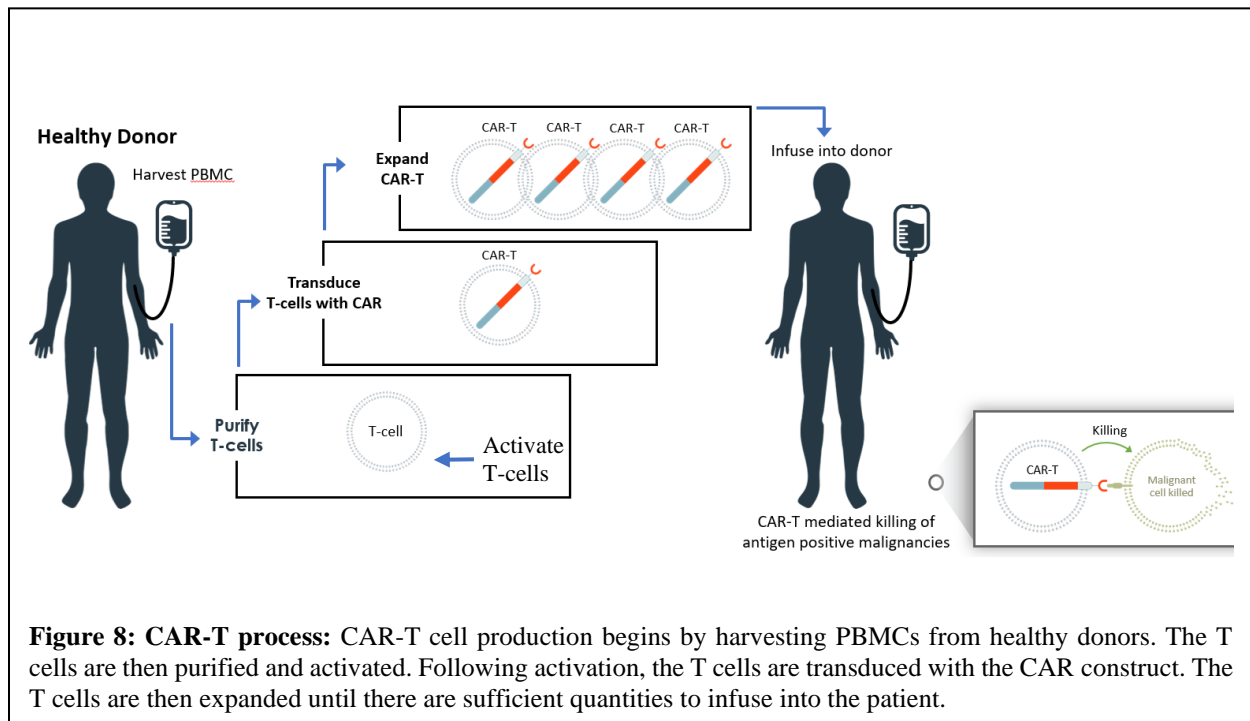 Healthy Donor
Harvest PBMC
Purify
T-cells
T-cell
Activate
T-cells
Transduce
T-cells with CAR
CAR-T
Expand
CAR-T
CAR-T
CAR-T
CAR-T
CAR-T
Infuse into donor
CAR-T mediated killing of
antigen positive malignancies
Killing
CAR-T
Malignant
cell killed
Figure 8: CAR-T process: CAR-T cell production begins by harvesting PBMCs from healthy donors. The T
cells are then purified and activated. Following activation, the T cells are transduced with the CAR construct. The
T cells are then expanded until there are sufficient quantities to infuse into the patient.